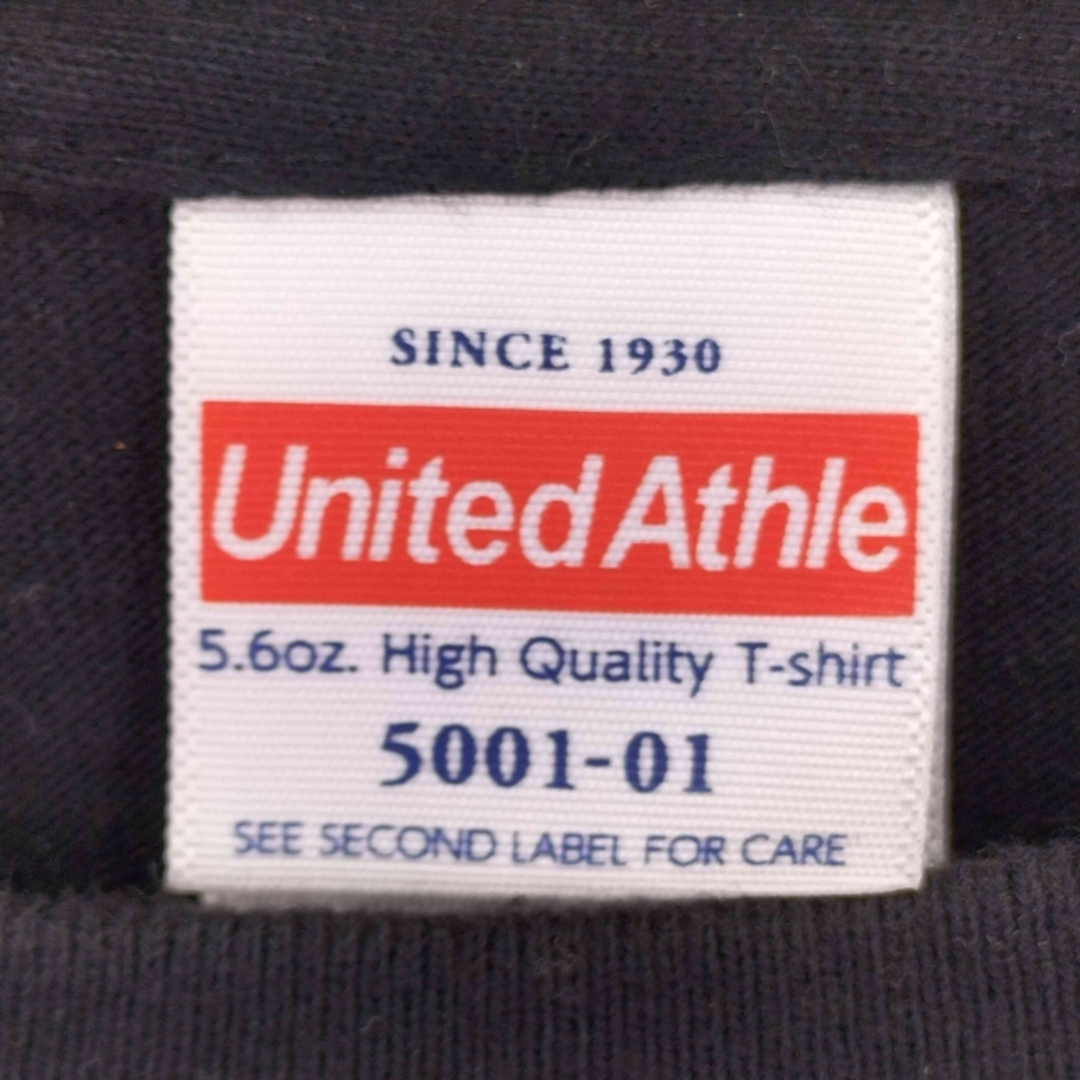 SINCE 1930
United Athle
5.6oz. High Quality T-shirt
5001-01
SEE SECOND LABEL FOR CARE